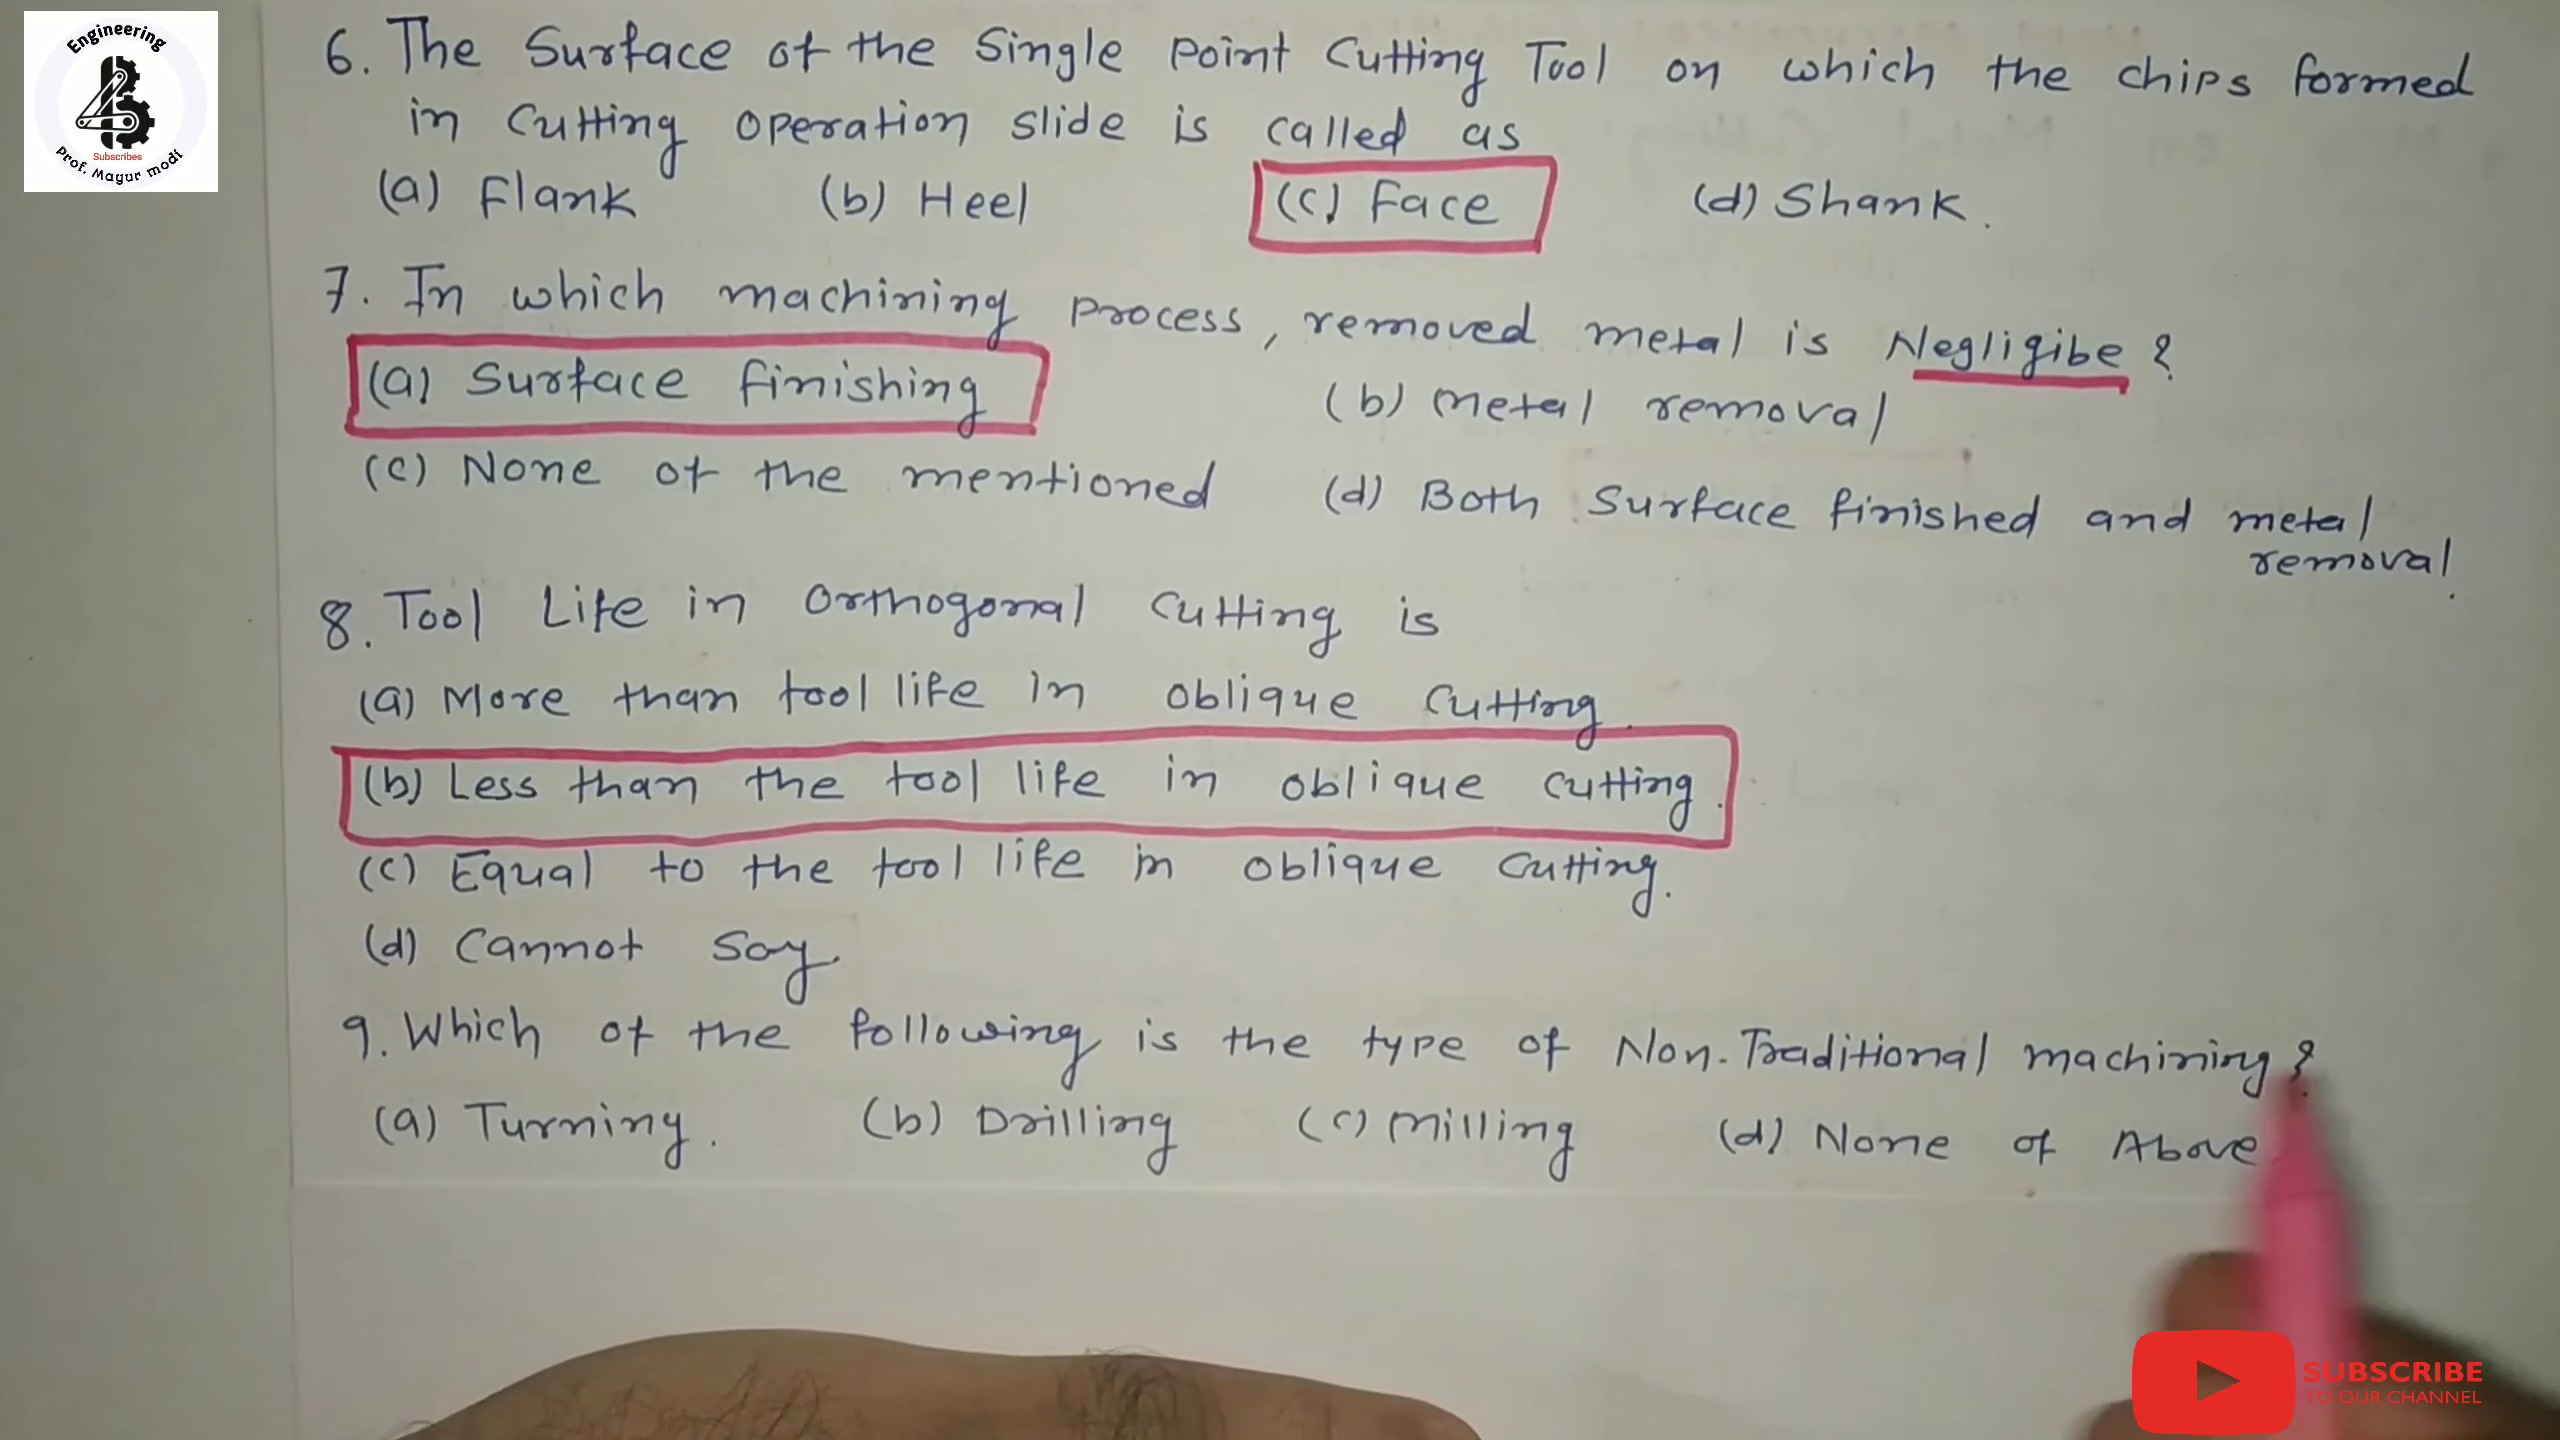 Engineering
Subscribes
Prof. Mayur modi
6. The Surface of the Single Point Cutting Tool on which the chips formed
in Cutting operation slide is called as
(a) Flank (b) Heel (c) Face (d) Shank.
7. In which machining process, removed metal is Negligibe?
(a) Surface finishing (b) Metal removal
(c) None of the mentioned (d) Both Surface finished and metal
removal.
8. Tool Life in Orthogonal Cutting is
(a) More than tool life in oblique Cutting.
(b) Less than the tool life in oblique cutting.
(c) Equal to the tool life in oblique Cutting.
(d) Cannot Say.
9. Which of the following is the type of Non-Traditional machining?
(a) Turning. (b) Drilling (c) Milling (d) None of Above
SUBSCRIBE
TO OUR CHANNEL